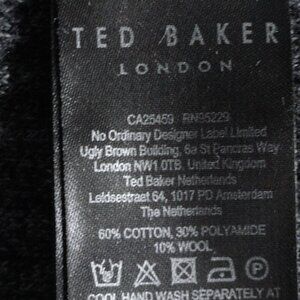 TED BAKER
LONDON
CA25459 RN95229
No Ordinary Designer Label Limited
Ugly Brown Building, 6a St Pancras Way
London NW1 0TB, United Kingdom
Ted Baker Netherlands
Leidsestraat 64, 1017 PD Amsterdam
The Netherlands
60% COTTON, 30% POLYAMIDE
10% WOOL
P
COOL HAND WASH SEPARATELY AT